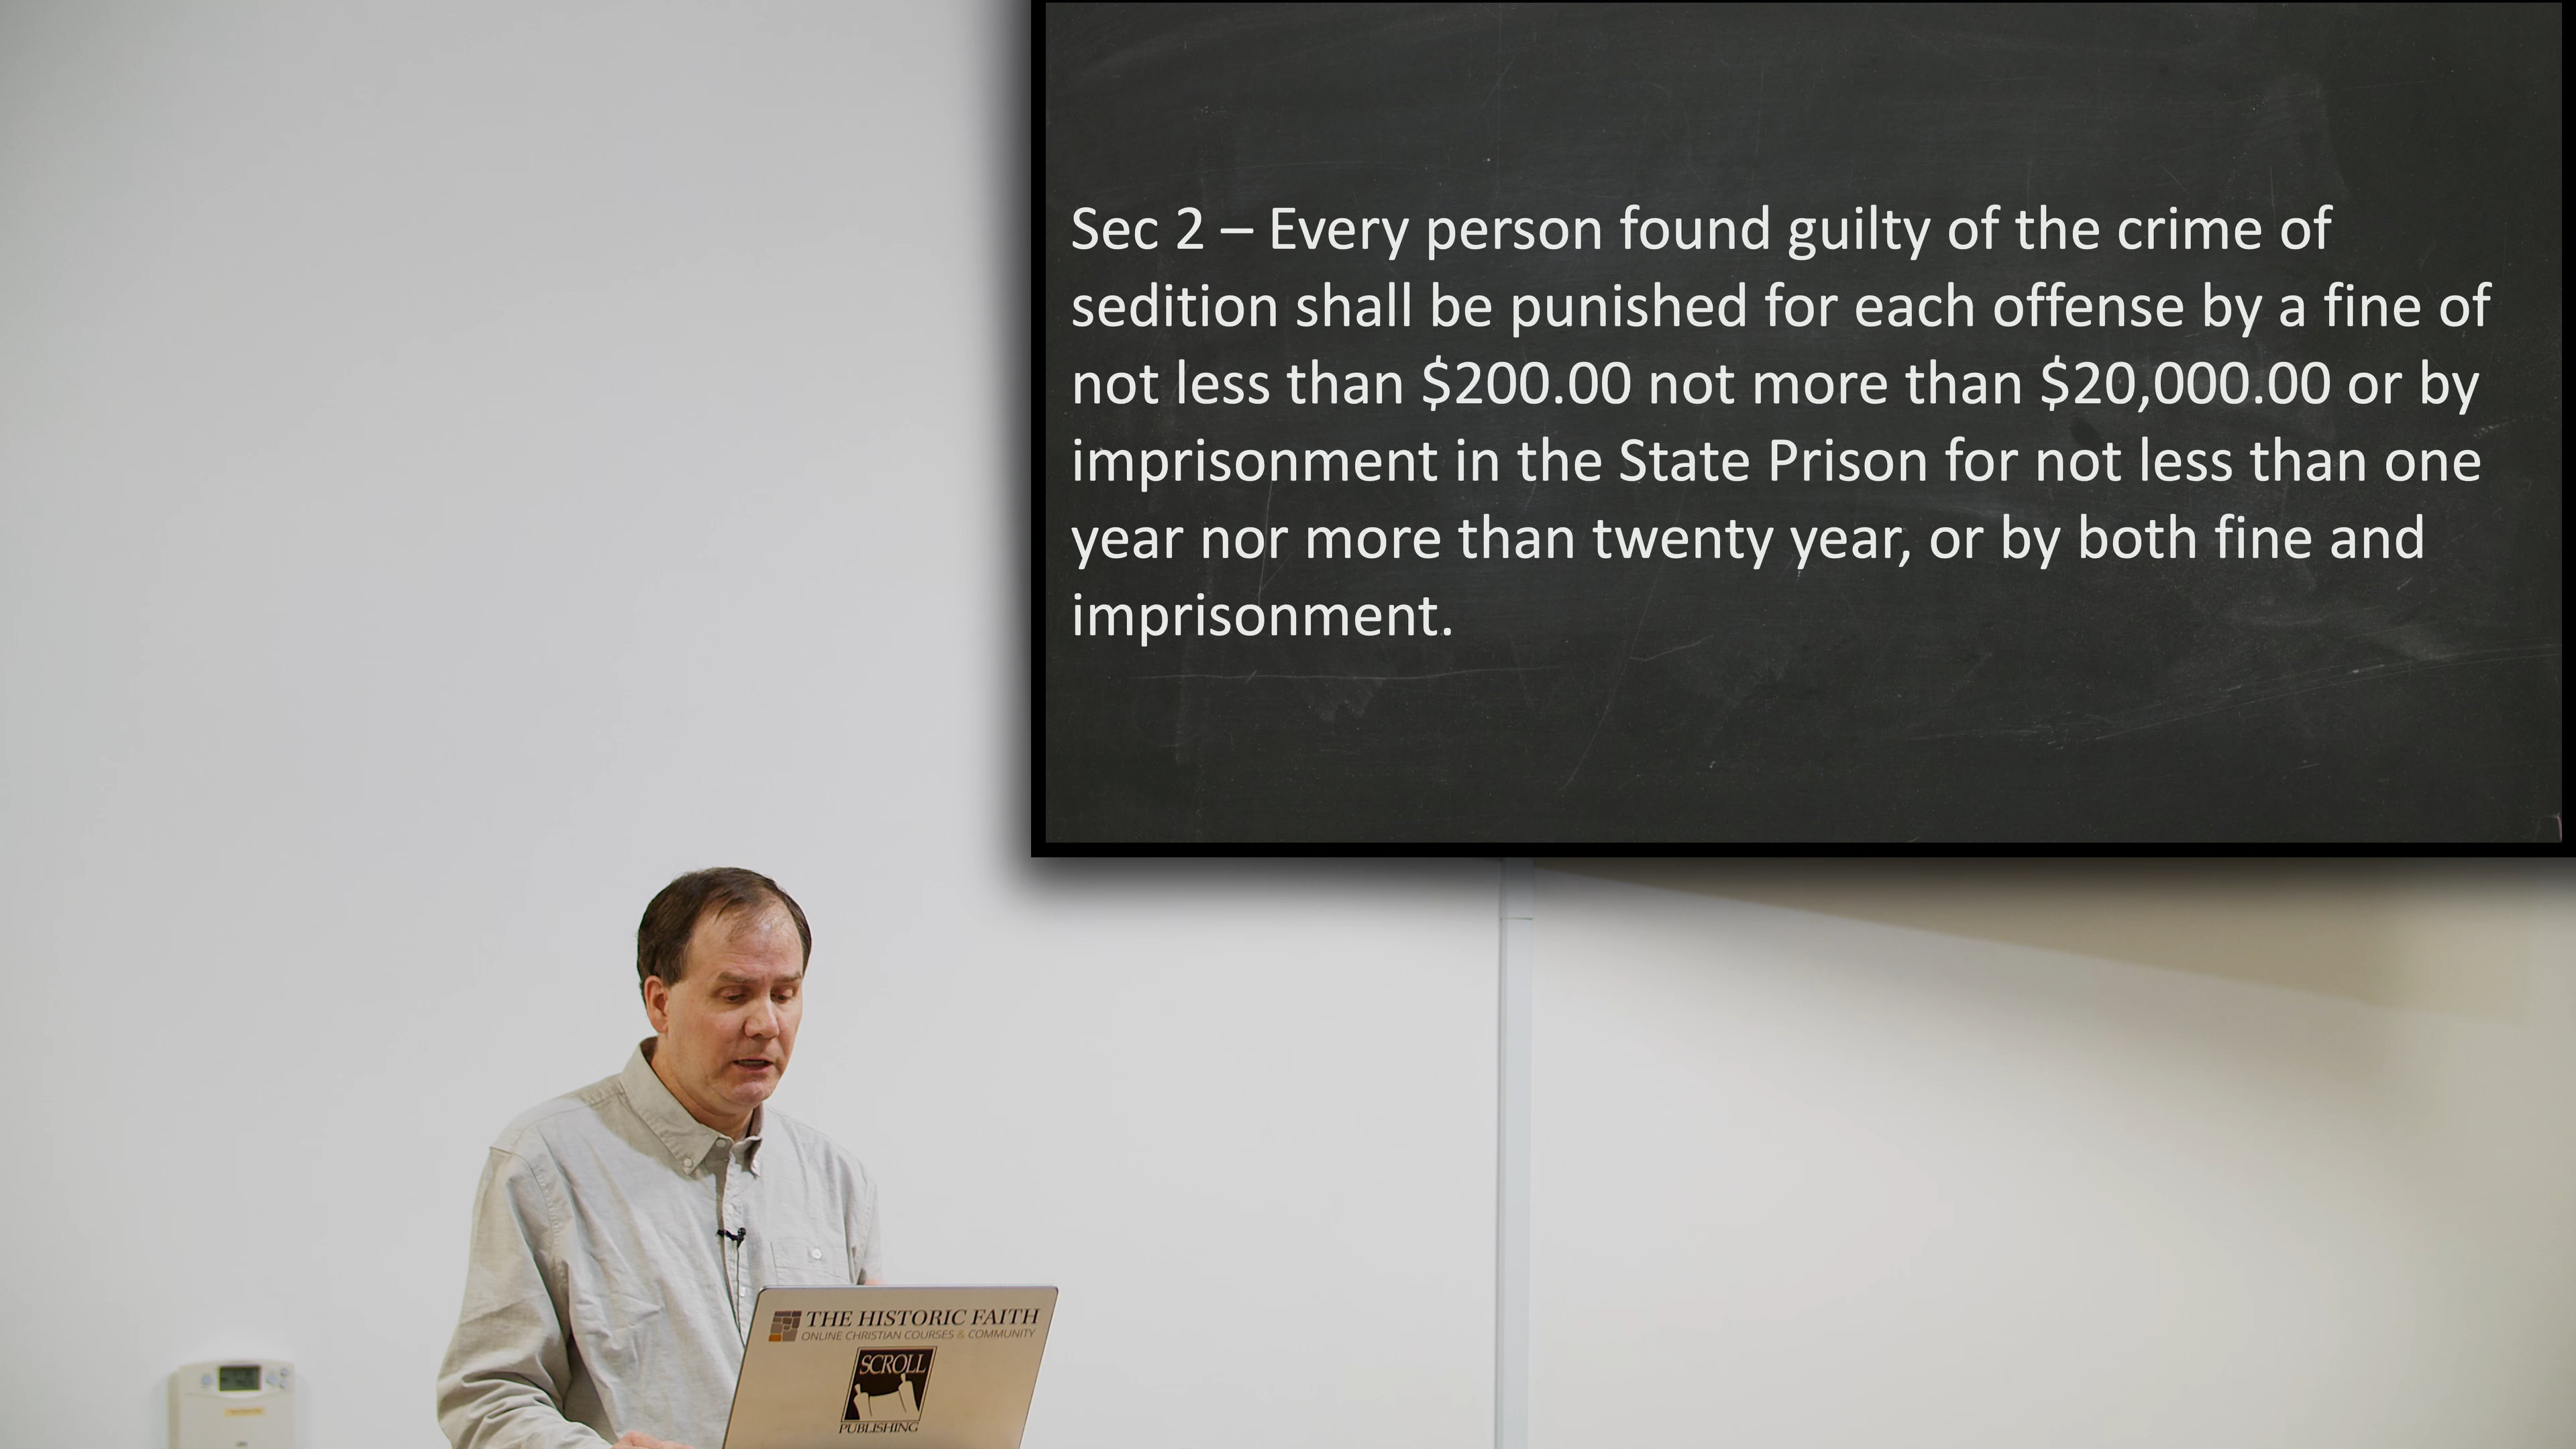 Sec 2 – Every person found guilty of the crime of
sedition shall be punished for each offense by a fine of
not less than $200.00 not more than $20,000.00 or by
imprisonment in the State Prison for not less than one
year nor more than twenty year, or by both fine and
imprisonment.
THE HISTORIC FAITH
ONLINE CHRISTIAN COURSES & COMMUNITY
SCROLL
PUBLISHING